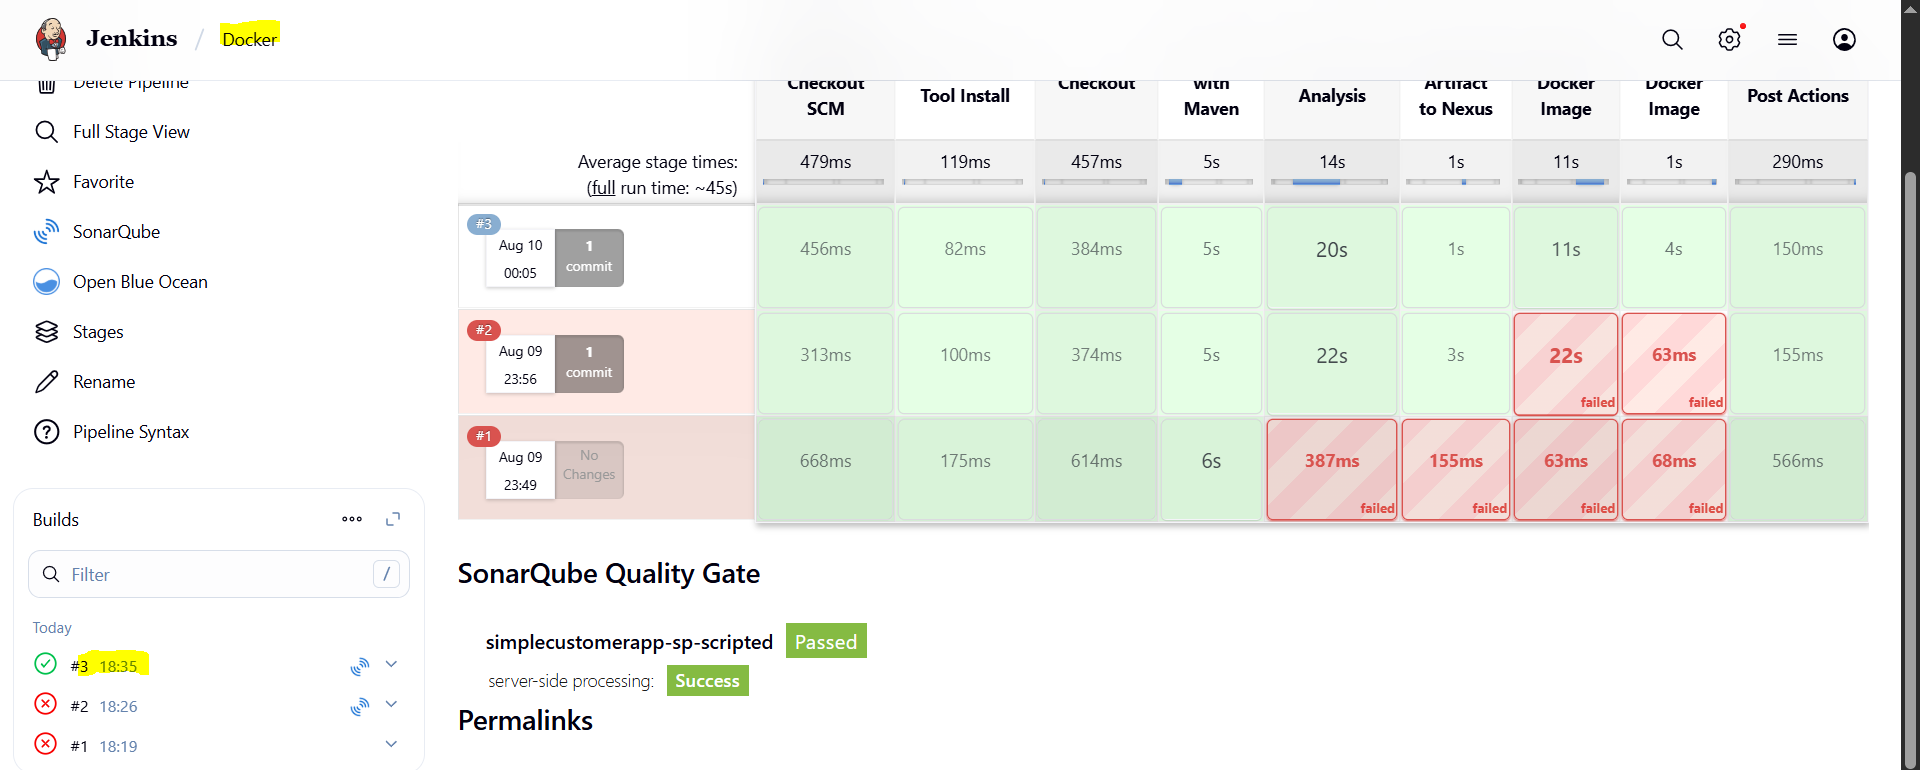 Jenkins / Docker
Delete Pipeline
Full Stage View
Favorite
SonarQube
Open Blue Ocean
Stages
Rename
Pipeline Syntax
Builds
Filter /
Today
#3 18:35
#2 18:26
#1 18:19
Checkout SCM
Tool Install
Checkout
with Maven
Analysis
Artifact to Nexus
Docker Image
Docker Image
Post Actions
Average stage times:
(full run time: ~45s)
479ms 119ms 457ms 5s 14s 1s 11s 1s 290ms
#3
Aug 10
00:05
1
commit
456ms 82ms 384ms 5s 20s 1s 11s 4s 150ms
#2
Aug 09
23:56
1
commit
313ms 100ms 374ms 5s 22s 3s 22s 63ms 155ms
failed failed
#1
Aug 09
23:49
No
Changes
668ms 175ms 614ms 6s 387ms 155ms 63ms 68ms 566ms
failed failed failed failed
SonarQube Quality Gate
simplecustomerapp-sp-scripted Passed
server-side processing: Success
Permalinks